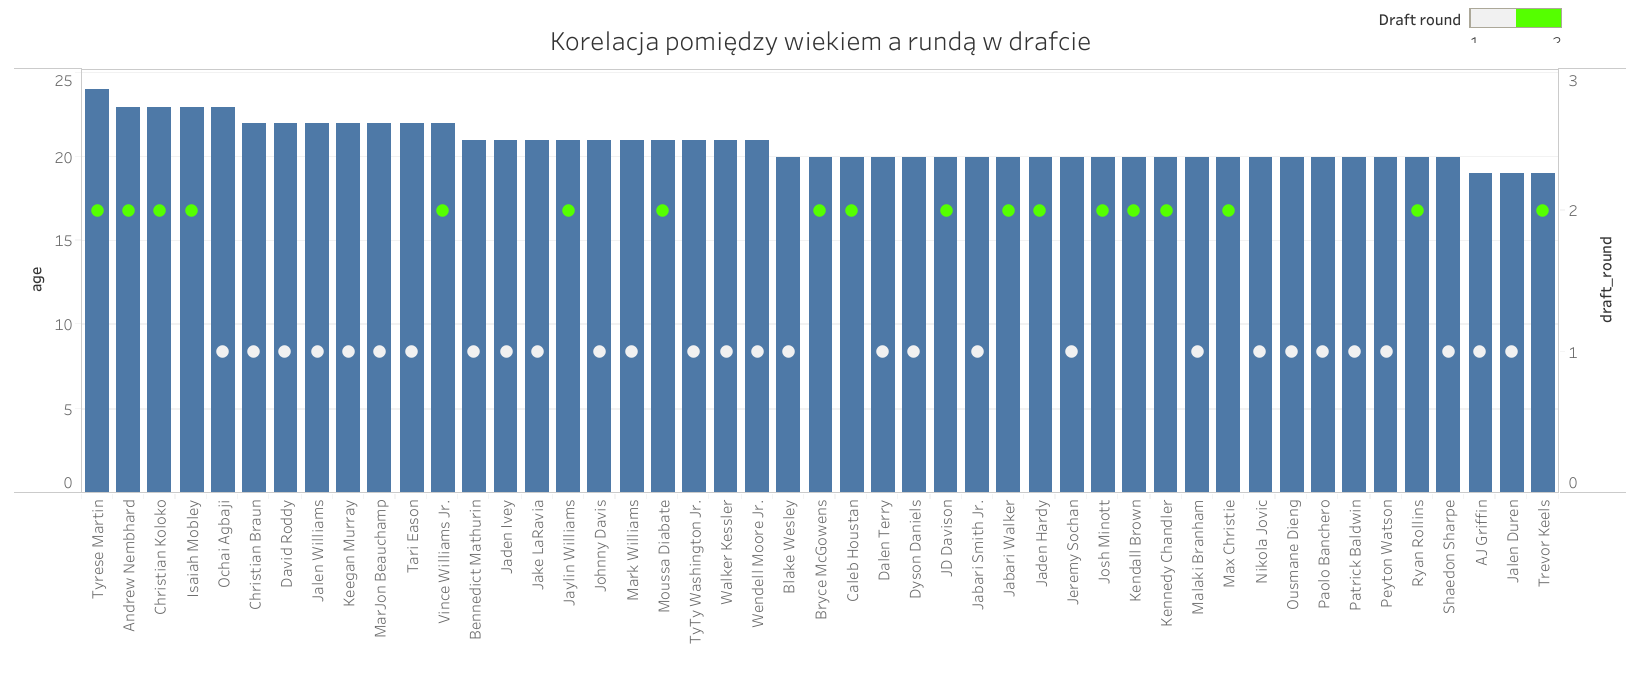 Draft round
1 2
Korelacja pomiędzy wiekiem a rundą w drafcie
25
20
15
10
5
0
age
3
2
1
0
draft_round
Tyrese Martin
Andrew Nembhard
Christian Koloko
Isaiah Mobley
Ochai Agbaji
Christian Braun
David Roddy
Jalen Williams
Keegan Murray
MarJon Beauchamp
Tari Eason
Vince Williams Jr.
Bennedict Mathurin
Jaden Ivey
Jake LaRavia
Jaylin Williams
Johnny Davis
Mark Williams
Moussa Diabate
TyTy Washington Jr.
Walker Kessler
Wendell Moore Jr.
Blake Wesley
Bryce McGowens
Caleb Houstan
Dalen Terry
Dyson Daniels
JD Davison
Jabari Smith Jr.
Jabari Walker
Jaden Hardy
Jeremy Sochan
Josh Minott
Kendall Brown
Kennedy Chandler
Malaki Branham
Max Christie
Nikola Jovic
Ousmane Dieng
Paolo Banchero
Patrick Baldwin
Peyton Watson
Ryan Rollins
Shaedon Sharpe
AJ Griffin
Jalen Duren
Trevor Keels